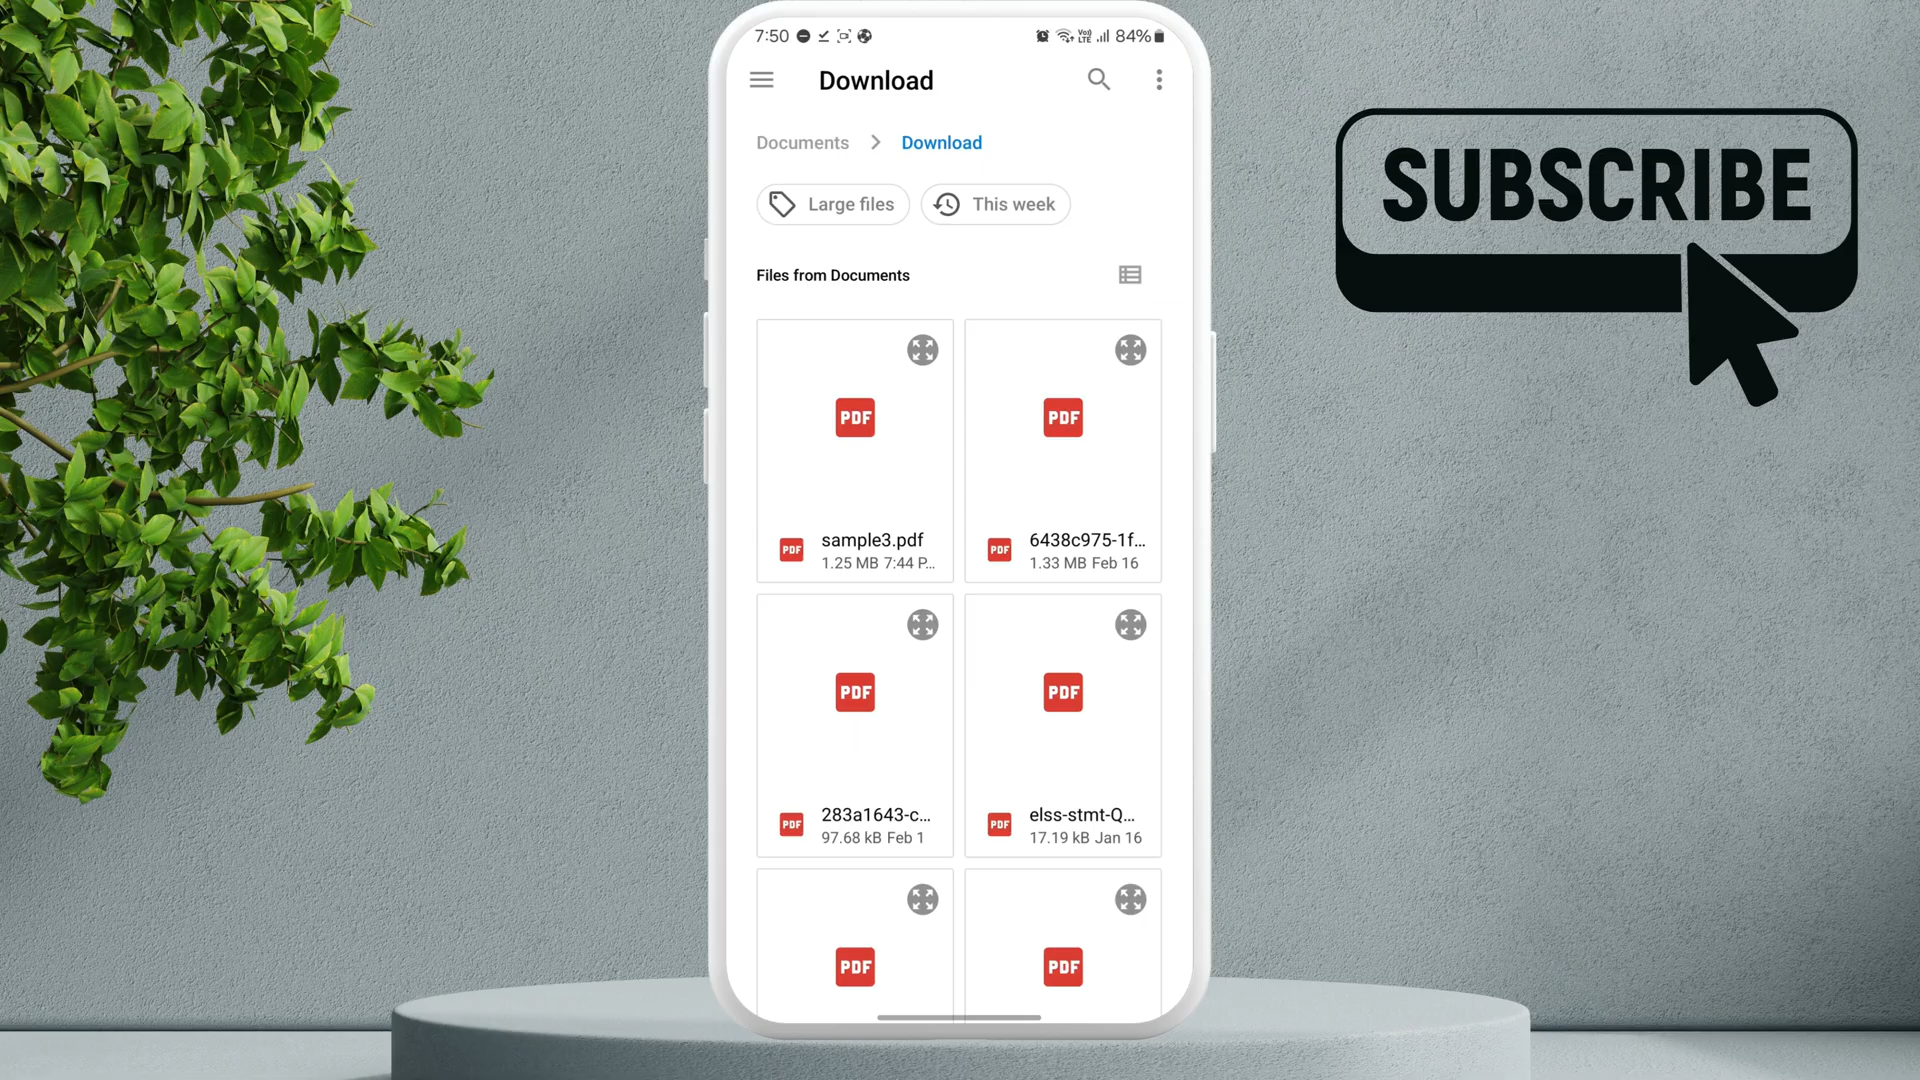 7:50
Vo))
LTE
84%
Download
Documents
Download
Large files
This week
Files from Documents
PDF
PDF
PDF
sample3.pdf
1.25 MB 7:44 P...
PDF
6438c975-1f...
1.33 MB Feb 16
PDF
PDF
PDF
283a1643-c...
97.68 kB Feb 1
PDF
elss-stmt-Q...
17.19 kB Jan 16
PDF
PDF
SUBSCRIBE